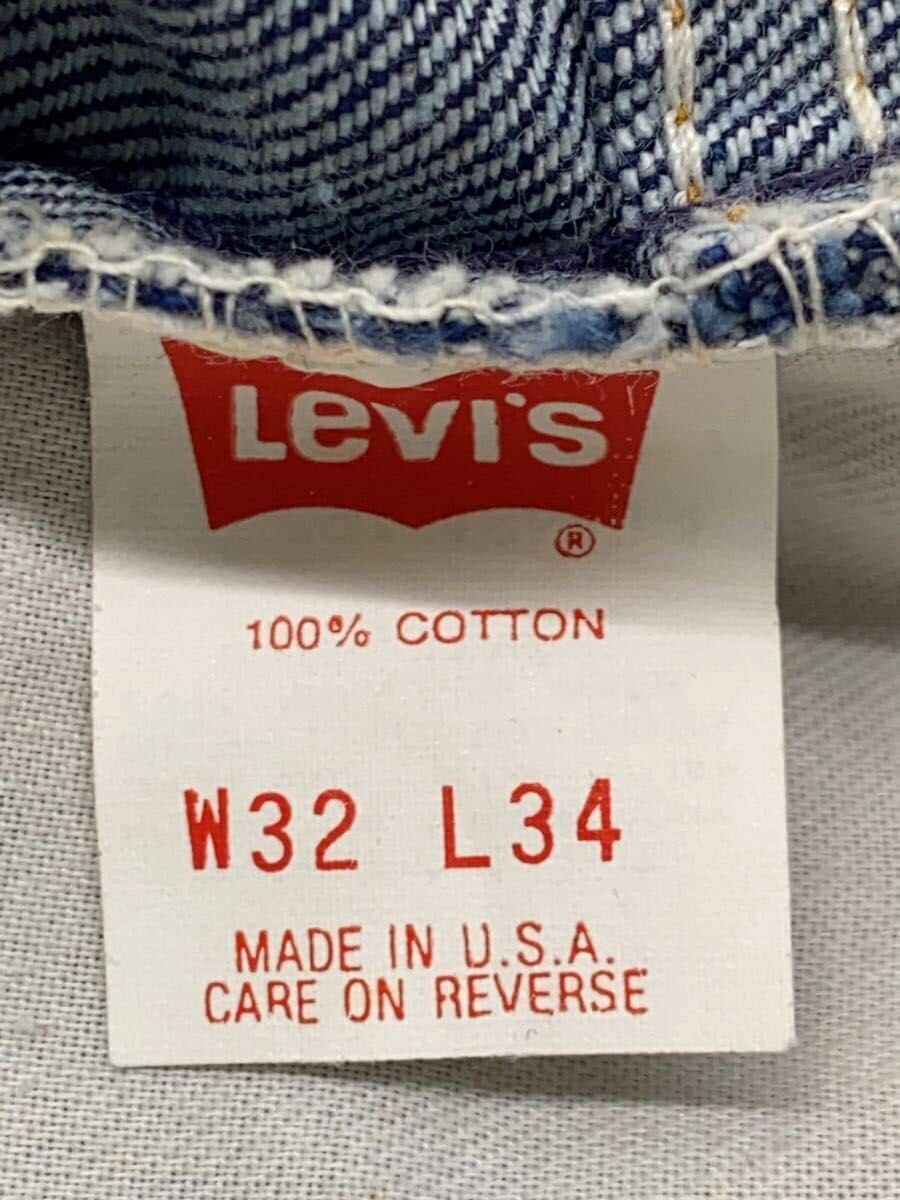 Levi's
®
100% COTTON
W32 L34
MADE IN U.S.A.
CARE ON REVERSE